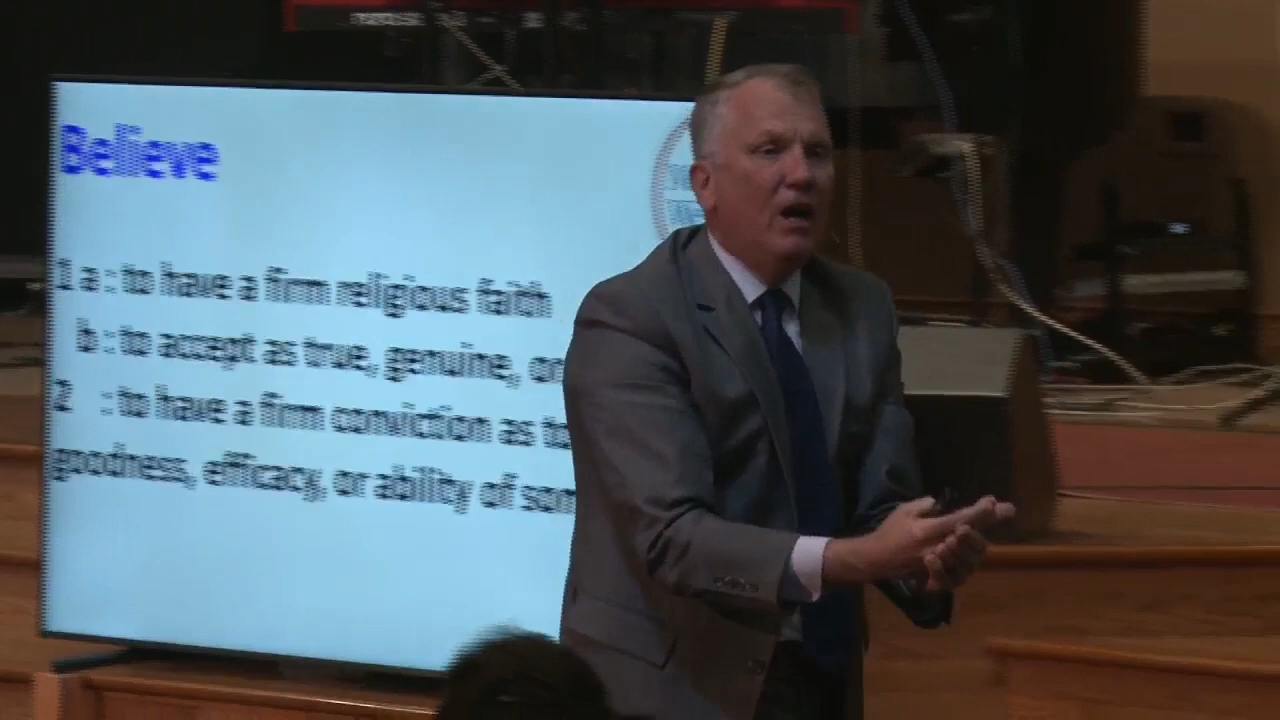 Believe
1 a : to have a firm religious faith
b : to accept as true, genuine, or
2 : to have a firm conviction as to
goodness, efficacy, or ability of som